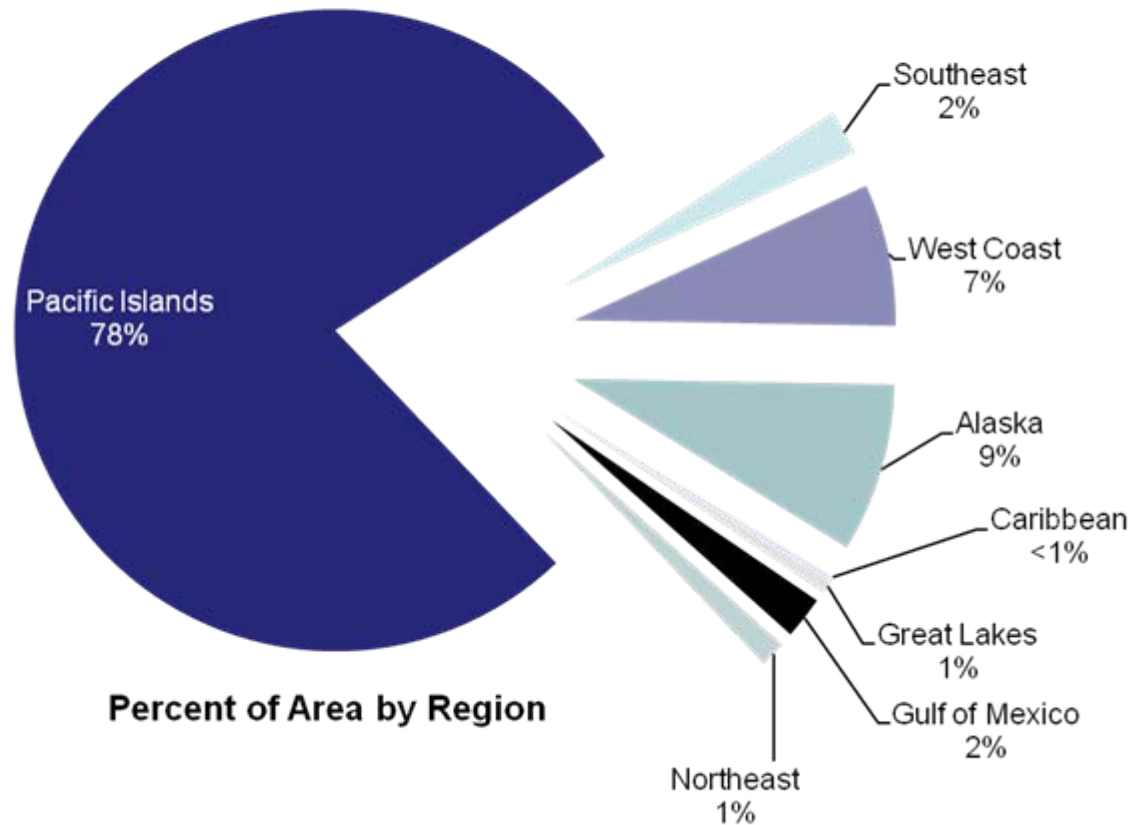 Southeast
2%
West Coast
7%
Pacific Islands
78%
Alaska
9%
Caribbean
<1%
Great Lakes
1%
Gulf of Mexico
2%
Northeast
1%
Percent of Area by Region